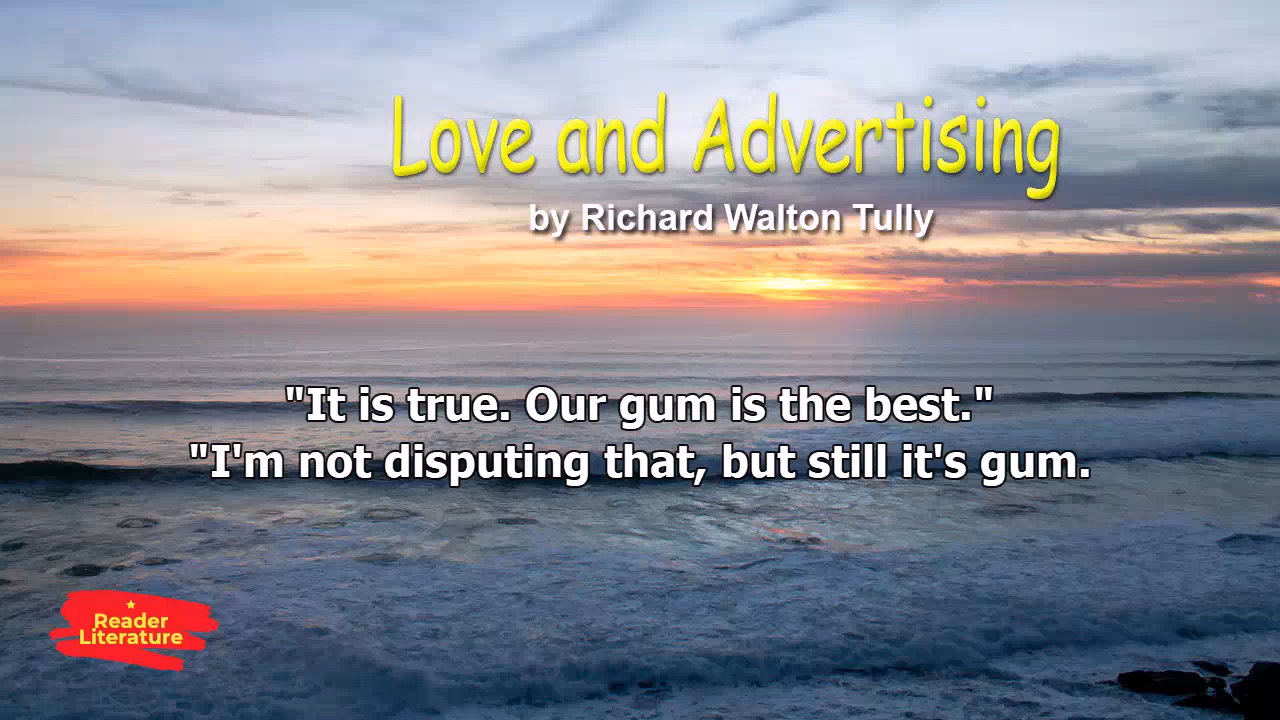 Love and Advertising
by Richard Walton Tully
"It is true. Our gum is the best."
"I'm not disputing that, but still it's gum.
Reader
Literature